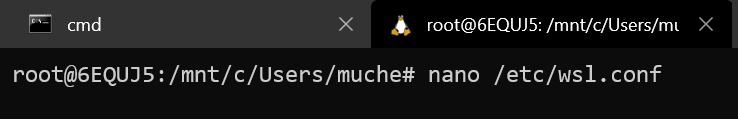 cmd
root@6EQUJ5: /mnt/c/Users/mu
root@6EQUJ5:/mnt/c/Users/muche# nano /etc/wsl.conf